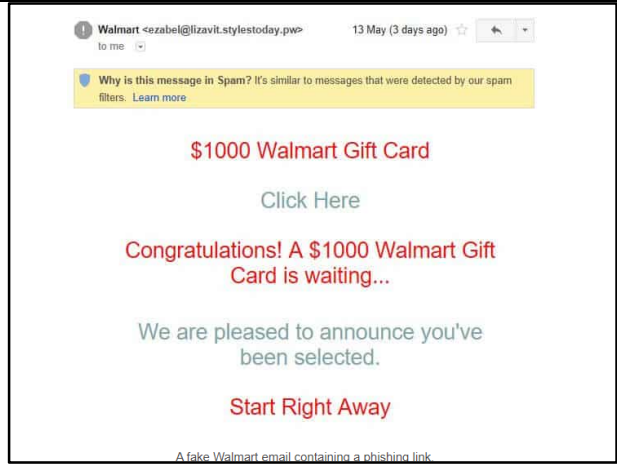 Walmart <ezabel@lizavit.stylestoday.pw> 13 May (3 days ago)
to me
Why is this message in Spam? It's similar to messages that were detected by our spam
filters. Learn more
$1000 Walmart Gift Card
Click Here
Congratulations! A $1000 Walmart Gift
Card is waiting...
We are pleased to announce you've
been selected.
Start Right Away
A fake Walmart email containing a phishing link.